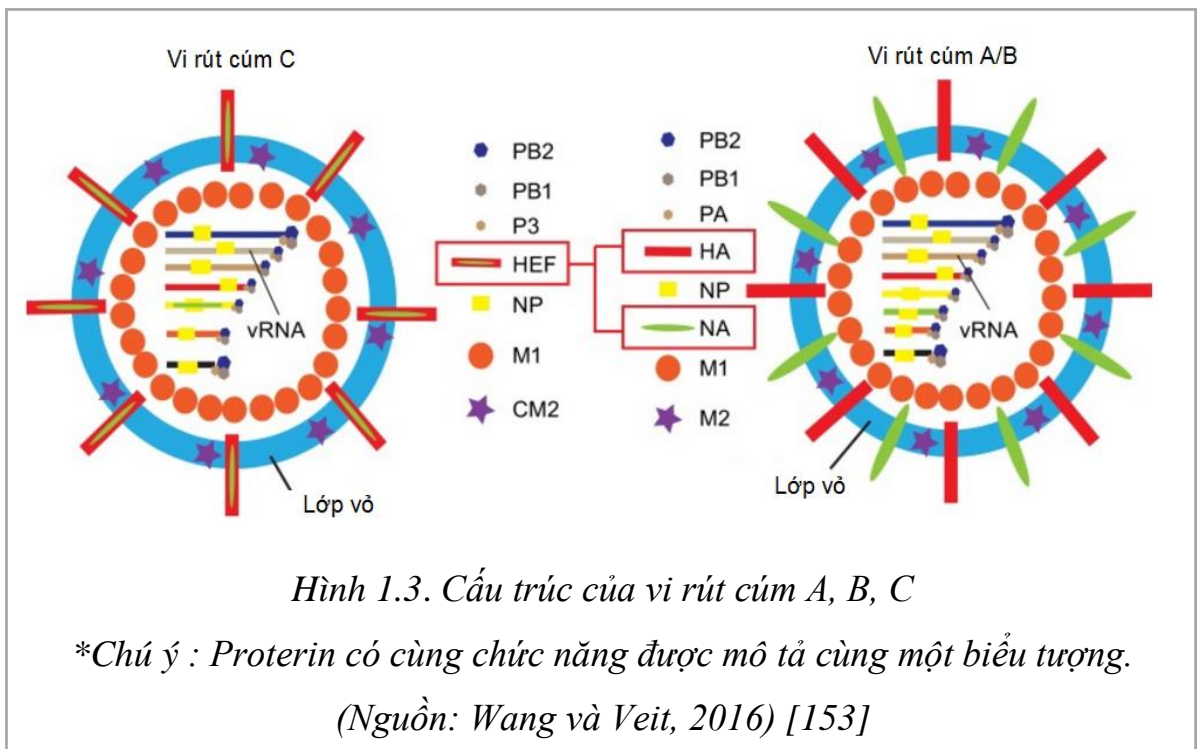 Vi rút cúm C
PB2
PB1
P3
HEF
NP
M1
CM2
vRNA
Lớp vỏ
Vi rút cúm A/B
PB2
PB1
PA
HA
NP
NA
M1
M2
vRNA
Lớp vỏ
Hình 1.3. Cấu trúc của vi rút cúm A, B, C
*Chú ý : Proterin có cùng chức năng được mô tả cùng một biểu tượng.
(Nguồn: Wang và Veit, 2016) [153]